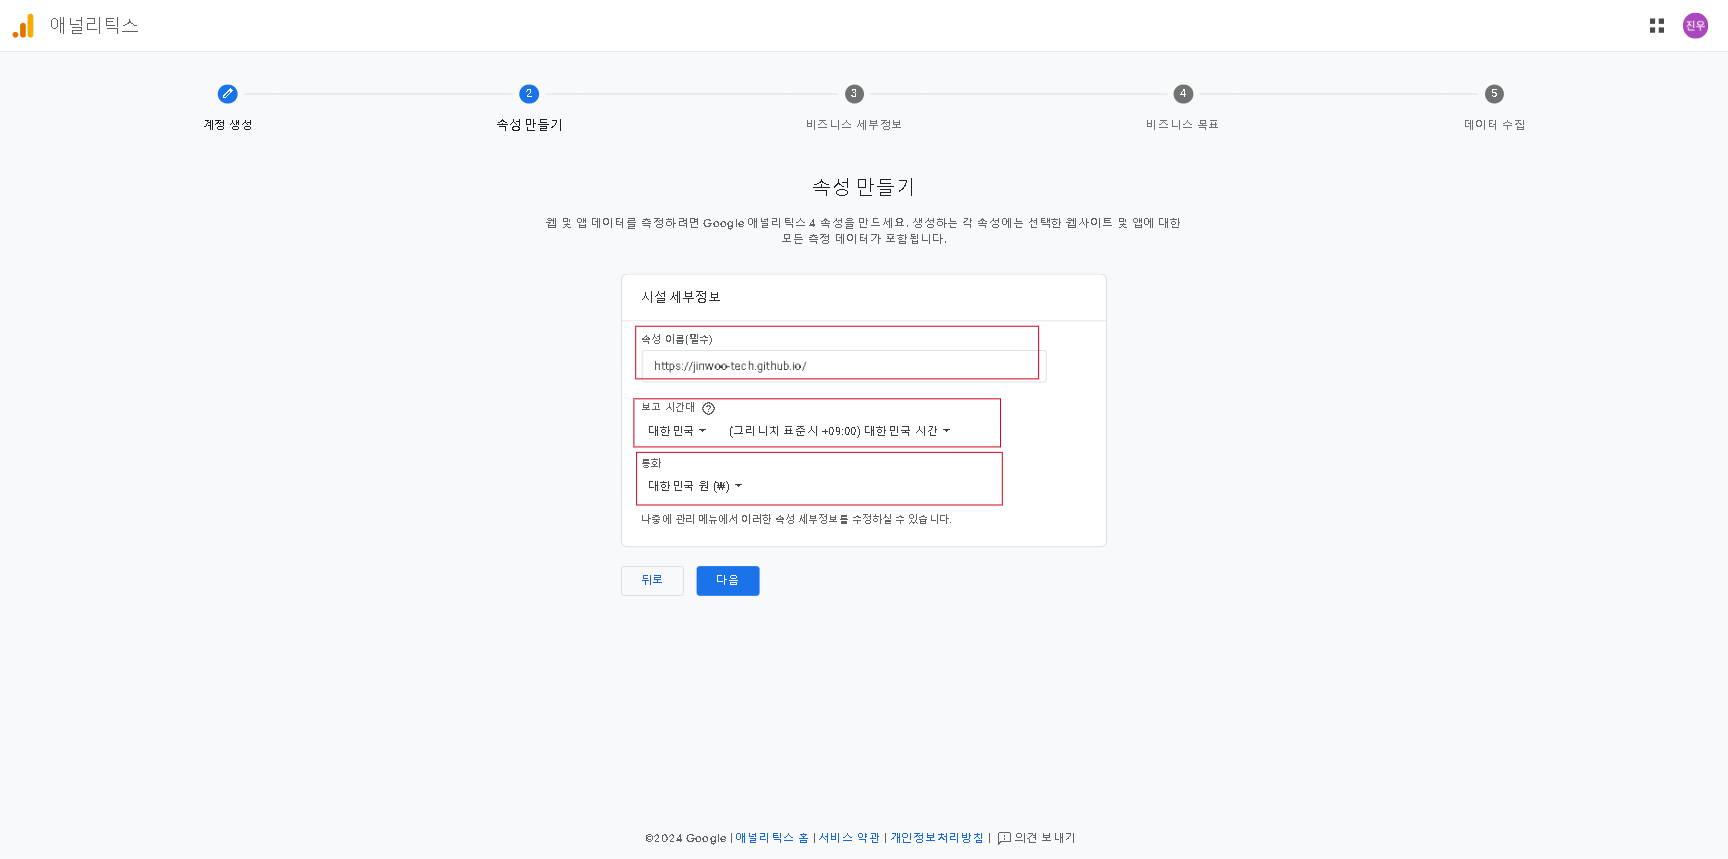 애널리틱스
진우
2
3
4
5
계정 생성
속성 만들기
비즈니스 세부정보
비즈니스 목표
데이터 수집
속성 만들기
웹 및 앱 데이터를 측정하려면 Google 애널리틱스 4 속성을 만드세요. 생성하는 각 속성에는 선택한 웹사이트 및 앱에 대한
모든 측정 데이터가 포함됩니다.
시설 세부정보
속성 이름(필수)
https://jinwoo-tech.github.io/
보고 시간대 ?
대한민국 (그리니치 표준시 +09:00) 대한민국 시간
통화
대한민국 원 (₩)
나중에 관리 메뉴에서 이러한 속성 세부정보를 수정하실 수 있습니다.
뒤로 다음
©2024 Google | 애널리틱스 홈 | 서비스 약관 | 개인정보처리방침 | 의견 보내기